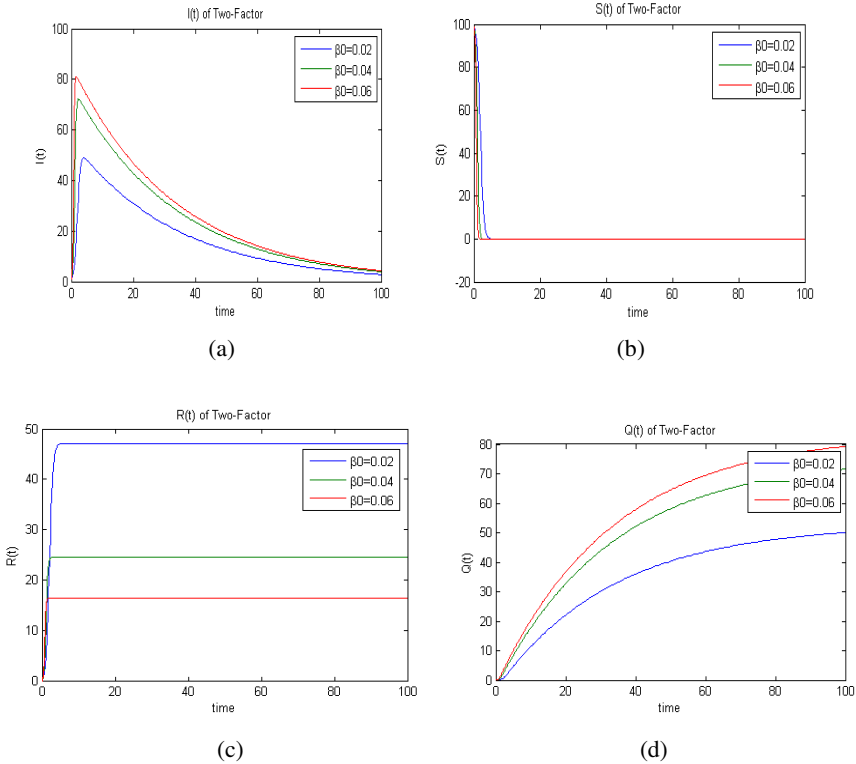 I(t) of Two-Factor
100
80
60
40
20
0
I(t)
0 20 40 60 80 100
time
β0=0.02
β0=0.04
β0=0.06
(a)
S(t) of Two-Factor
100
80
60
40
20
0
-20
S(t)
0 20 40 60 80 100
time
β0=0.02
β0=0.04
β0=0.06
(b)
R(t) of Two-Factor
50
40
30
20
10
0
R(t)
0 20 40 60 80 100
time
β0=0.02
β0=0.04
β0=0.06
(c)
Q(t) of Two-Factor
80
70
60
50
40
30
20
10
0
Q(t)
0 20 40 60 80 100
time
β0=0.02
β0=0.04
β0=0.06
(d)